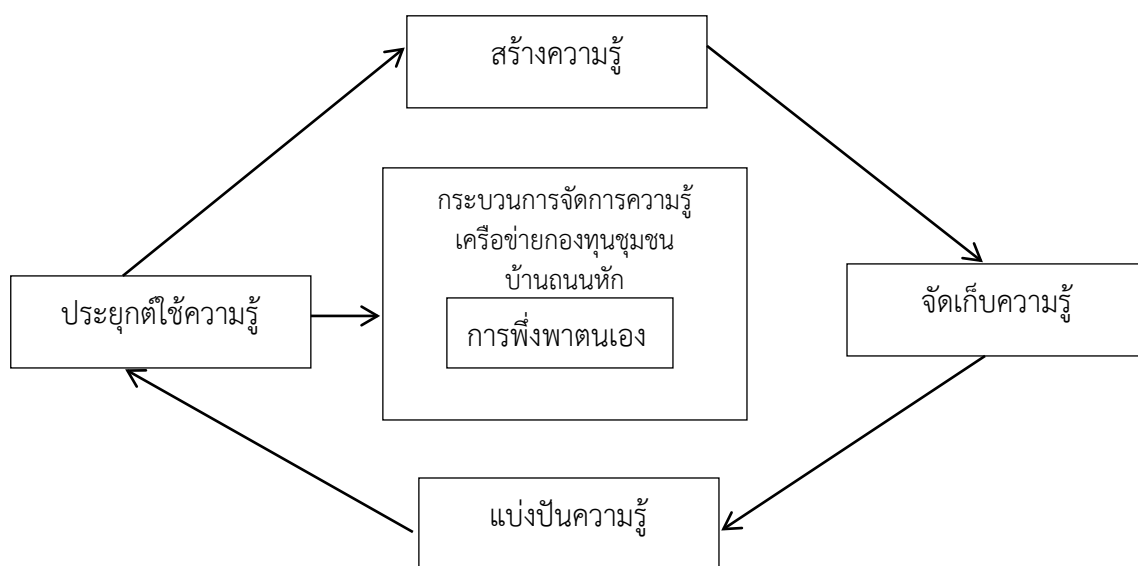 สร้างความรู้
กระบวนการจัดการความรู้
เครือข่ายกองทุนชุมชน
บ้านถนนหัก
การพึ่งพาตนเอง
ประยุกต์ใช้ความรู้
จัดเก็บความรู้
แบ่งปันความรู้